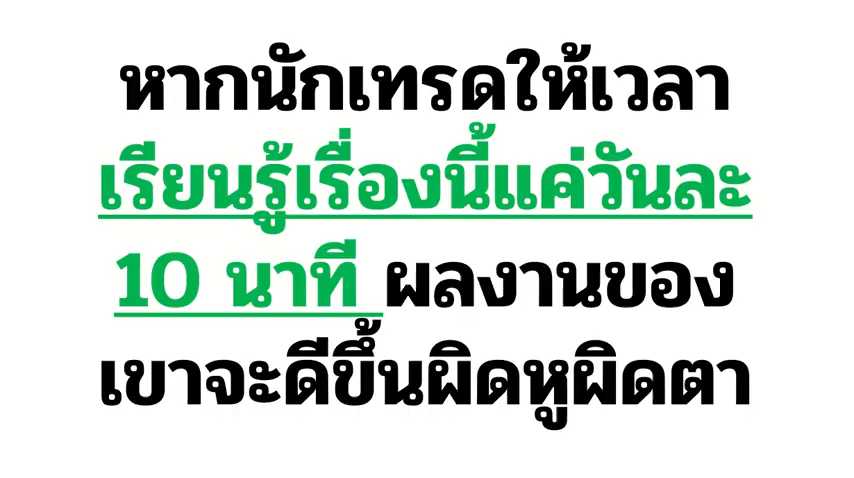 หากนักเทรดให้เวลา
เรียนรู้เรื่องนี้แค่วันละ
10 นาที ผลงานของ
เขาจะดีขึ้นผิดหูผิดตา